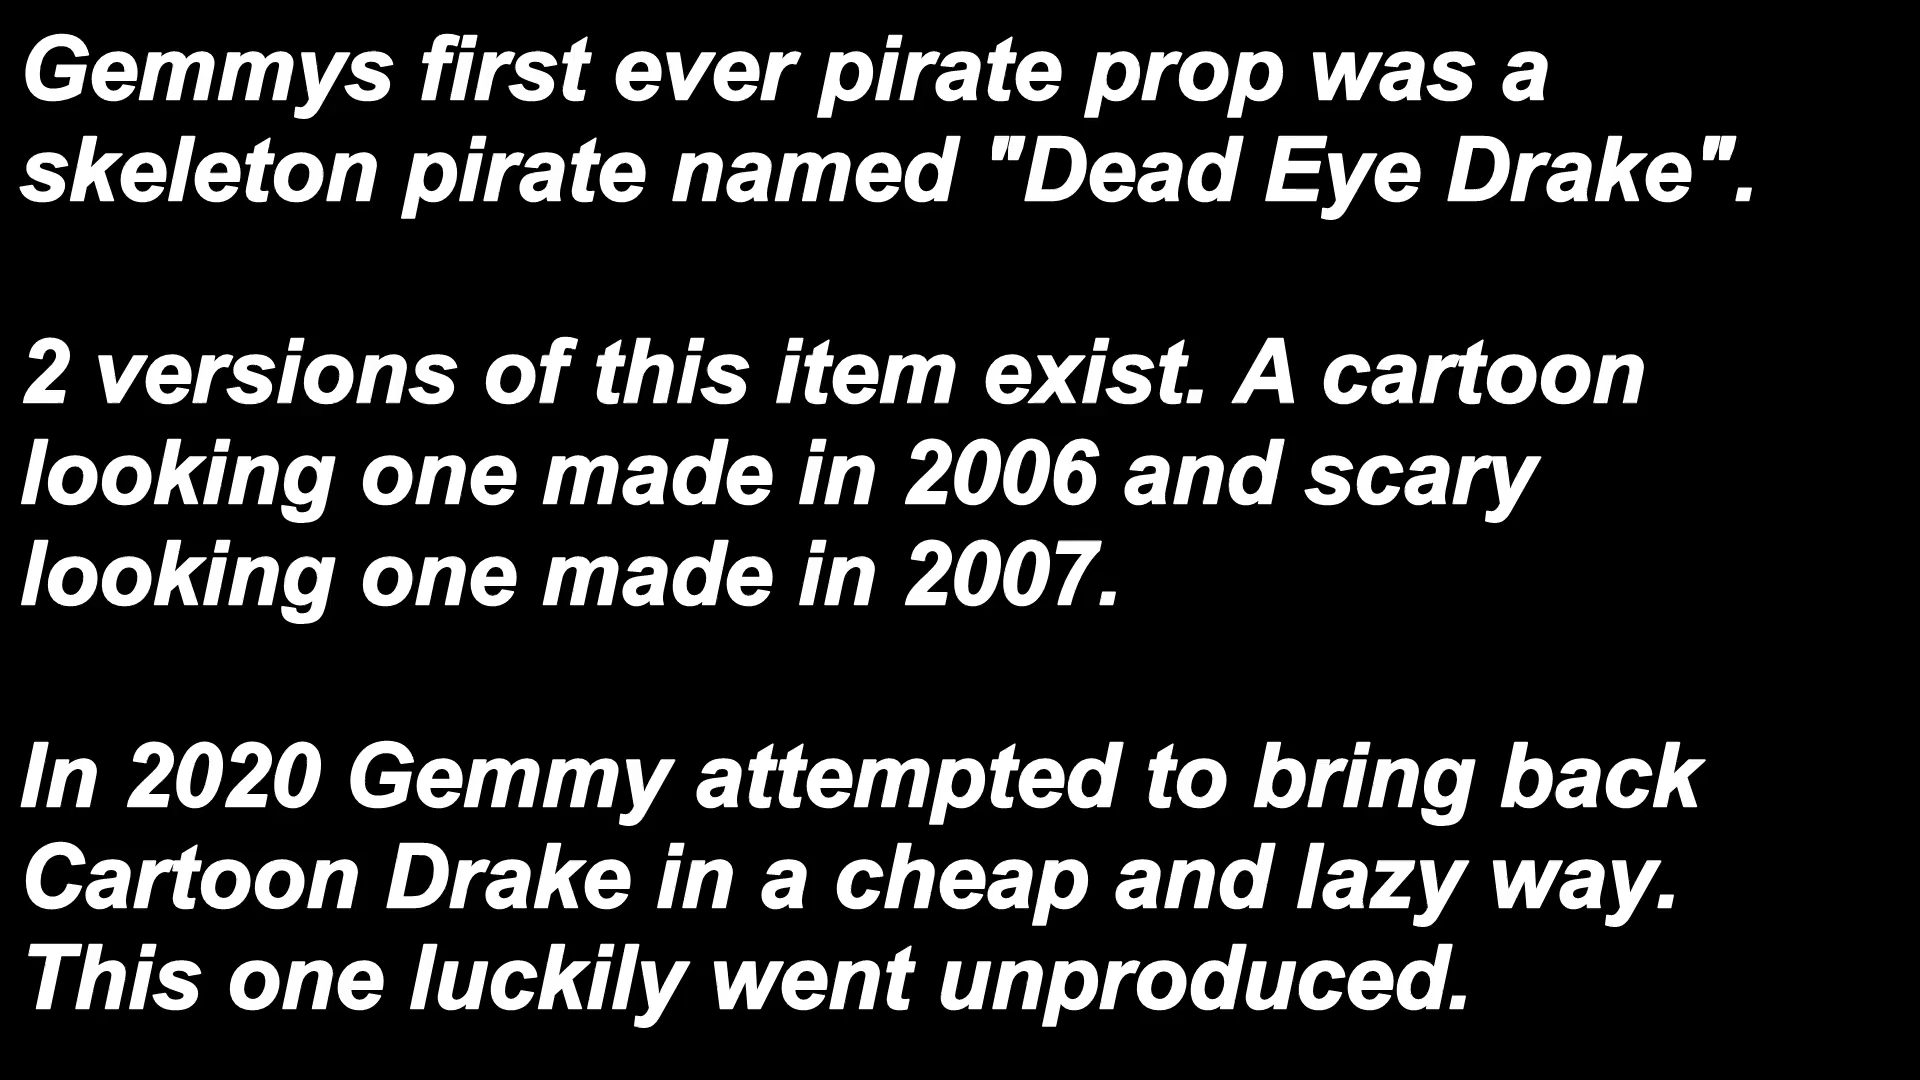 Gemmys first ever pirate prop was a
skeleton pirate named "Dead Eye Drake".
2 versions of this item exist. A cartoon
looking one made in 2006 and scary
looking one made in 2007.
In 2020 Gemmy attempted to bring back
Cartoon Drake in a cheap and lazy way.
This one luckily went unproduced.